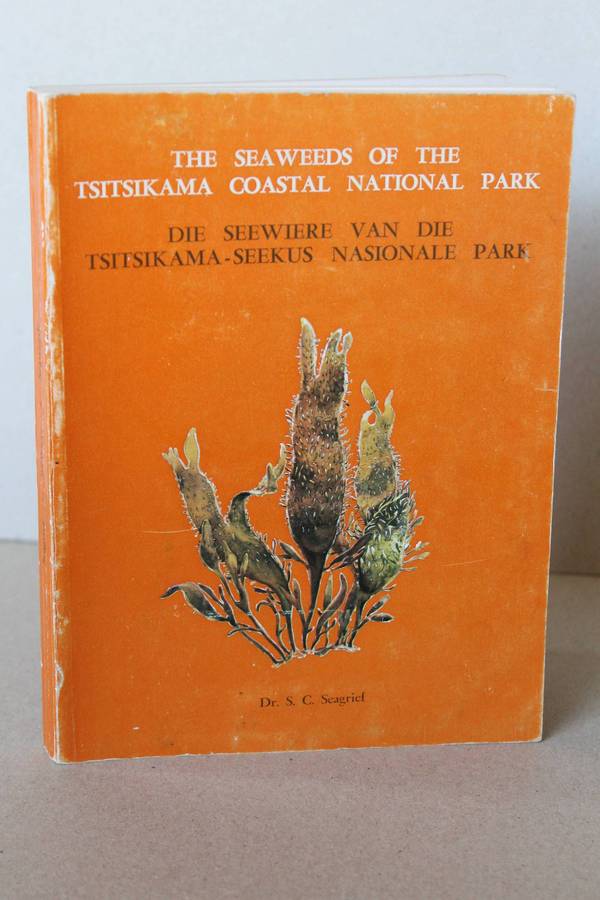 THE SEAWEEDS OF THE
TSITSIKAMA COASTAL NATIONAL PARK
DIE SEEWIERE VAN DIE
TSITSIKAMA-SEEKUS NASIONALE PARK
Dr. S. C. Seagrief